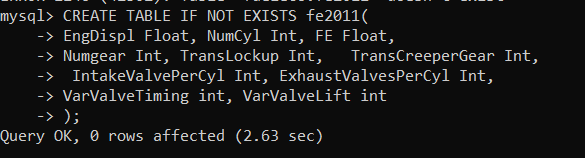 mysql> CREATE TABLE IF NOT EXISTS fe2011(
    -> EngDispl Float, NumCyl Int, FE Float,
    -> Numgear Int, TransLockup Int,   TransCreeperGear Int,
    ->  IntakeValvePerCyl Int, ExhaustValvesPerCyl Int,
    -> VarValveTiming int, VarValveLift int
    -> );
Query OK, 0 rows affected (2.63 sec)